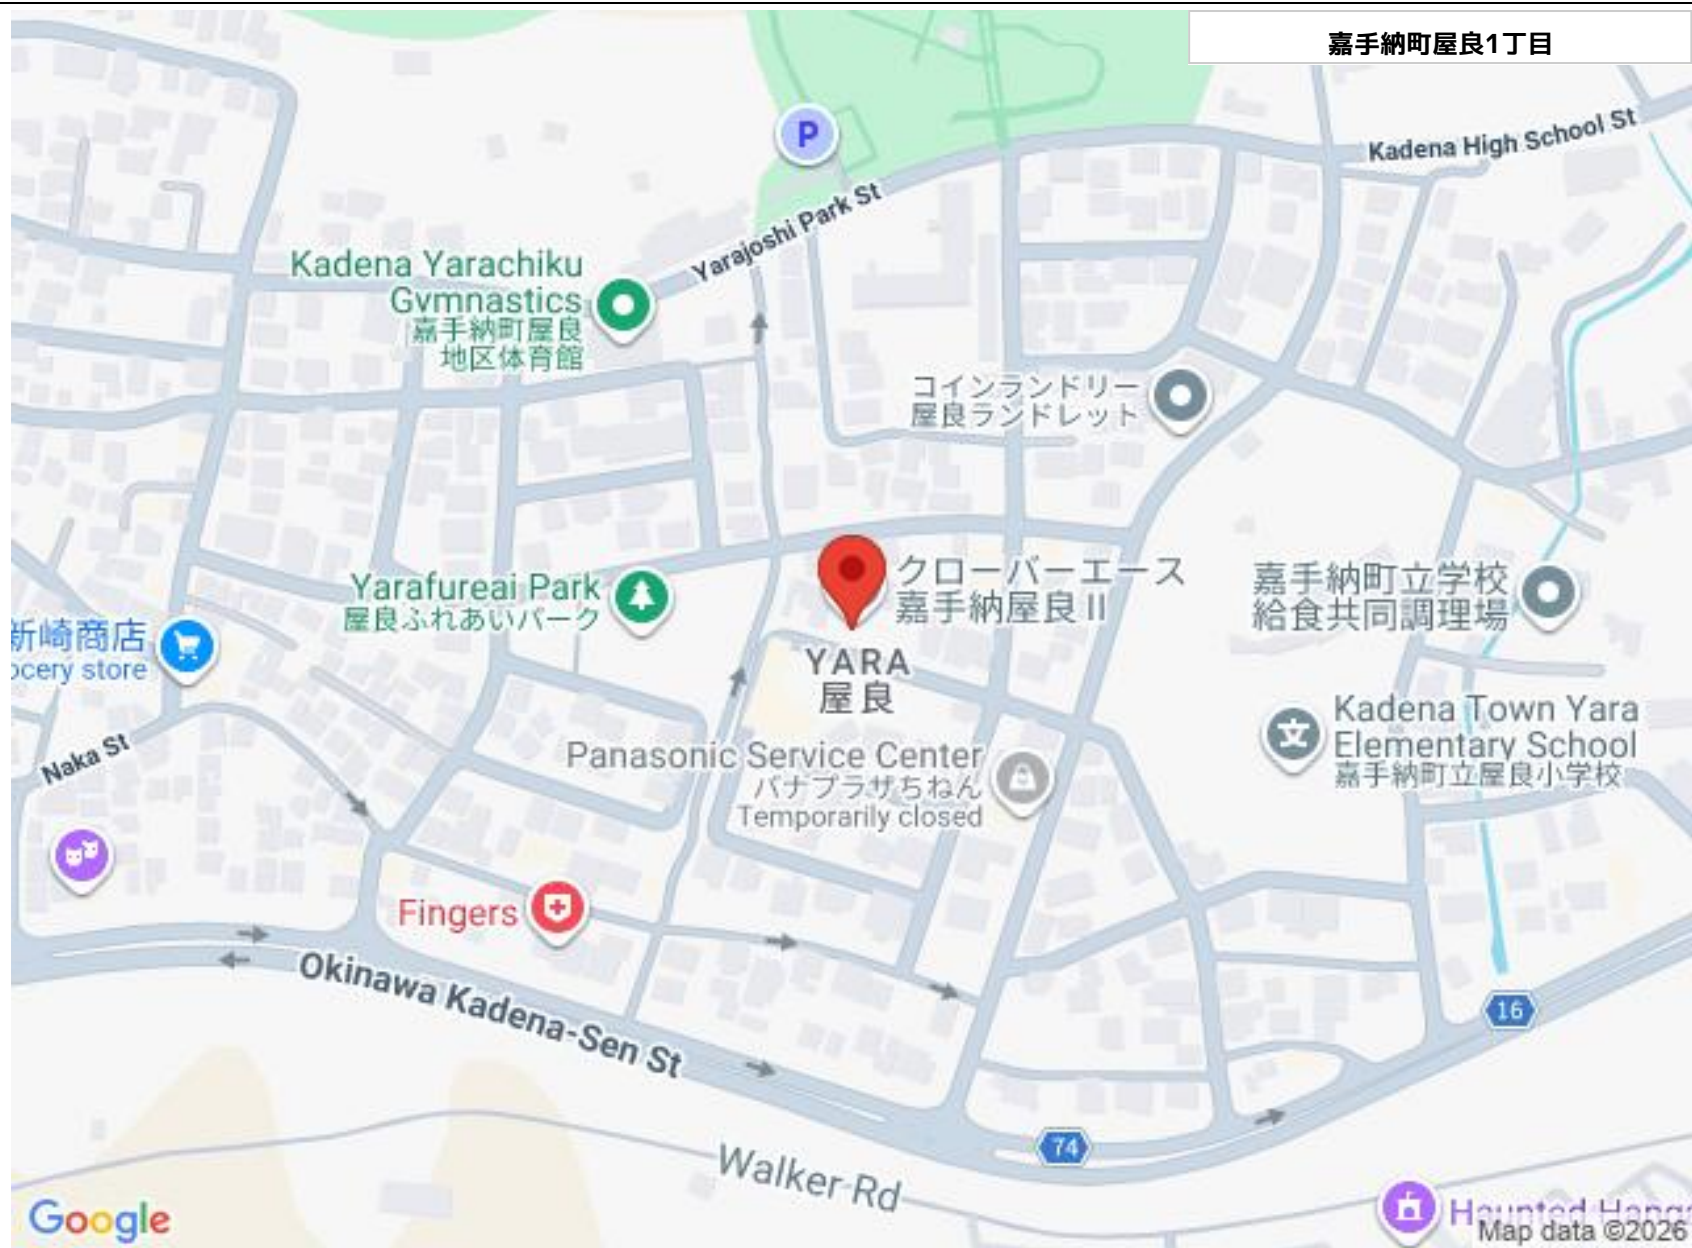 嘉手納町屋良1丁目
Kadena High School St
P
Yarajoshi Park St
Kadena Yarachiku
Gymnastics
嘉手納町屋良
地区体育館
コインランドリー
屋良ランドレット
クローバーエース
嘉手納屋良II
Yarafureai Park
屋良ふれあいパーク
嘉手納町立学校
給食共同調理場
新崎商店
ocery store
YARA
屋良
Kadena Town Yara
Elementary School
嘉手納町立屋良小学校
Naka St
Panasonic Service Center
パナプラザちねん
Temporarily closed
文
Fingers
Okinawa Kadena-Sen St
16
74
Walker Rd
Google
Haunted
Map data ©2026